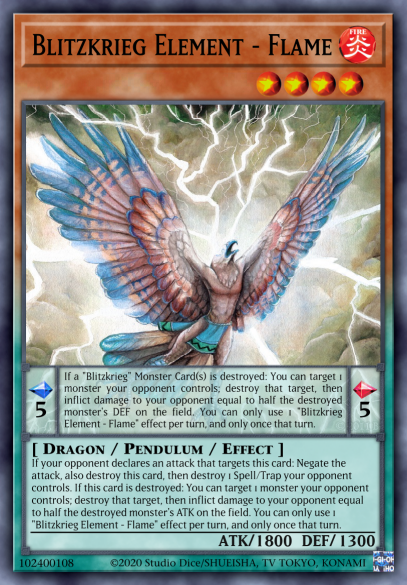 Blitzkrieg Element - Flame
FIRE
炎
If a "Blitzkrieg" Monster Card(s) is destroyed: You can target 1
monster your opponent controls; destroy that target, then
inflict damage to your opponent equal to half the destroyed
monster's DEF on the field. You can only use 1 "Blitzkrieg
Element - Flame" effect per turn, and only once that turn.
5
5
[ Dragon / Pendulum / Effect ]
If your opponent declares an attack that targets this card: Negate the
attack, also destroy this card, then destroy 1 Spell/Trap your opponent
controls. If this card is destroyed: You can target 1 monster your opponent
controls; destroy that target, then inflict damage to your opponent equal
to half the destroyed monster's ATK on the field. You can only use 1
"Blitzkrieg Element - Flame" effect per turn, and only once that turn.
ATK/1800 DEF/1300
102400108
©2020 Studio Dice/SHUEISHA, TV TOKYO, KONAMI